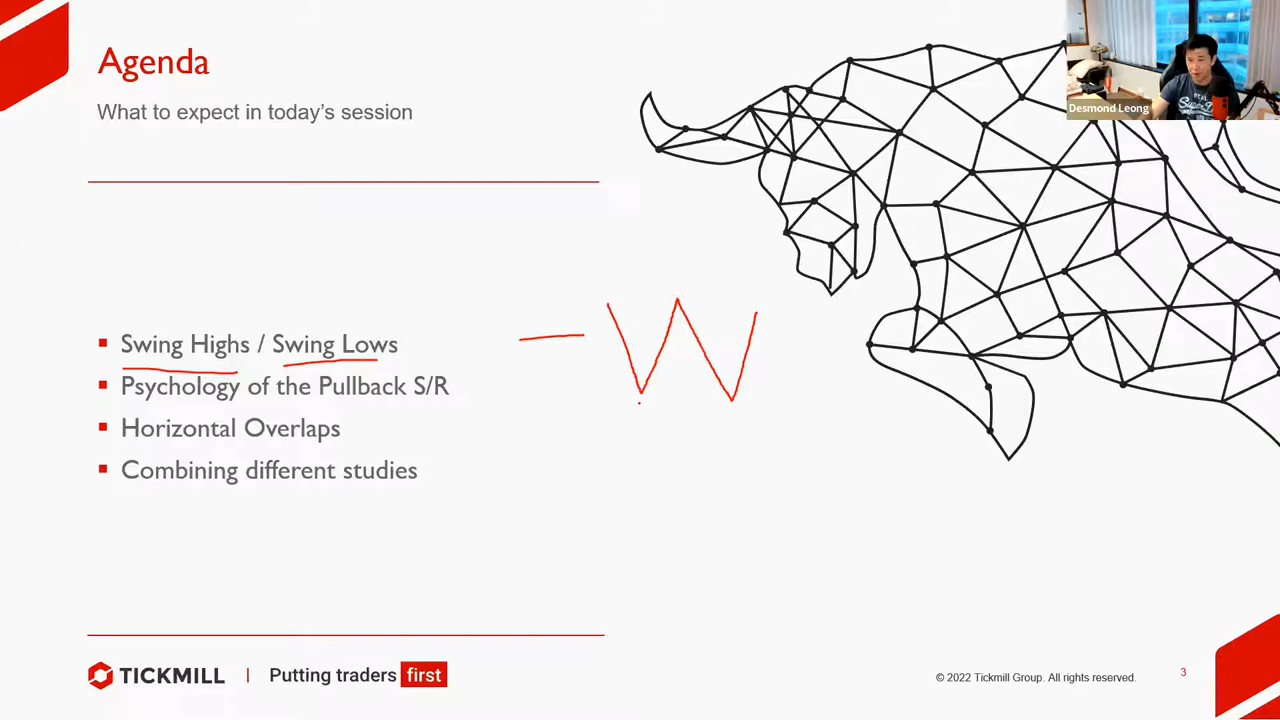 Agenda
What to expect in today's session
Desmond Leong
Swing Highs / Swing Lows
Psychology of the Pullback S/R
Horizontal Overlaps
Combining different studies
W
TICKMILL | Putting traders first
© 2022 Tickmill Group. All rights reserved.
3